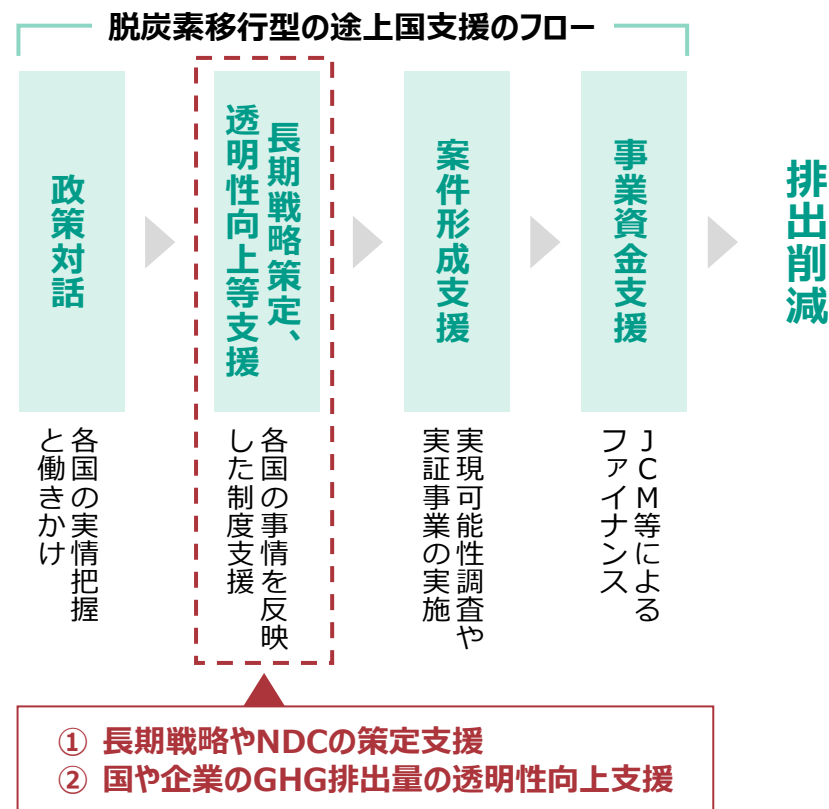 脱炭素移行型の途上国支援のフロー
政策対話
長期戦略策定、
透明性向上等支援
案件形成支援
事業資金支援
排出削減
各国の実情把握
と働きかけ
各国の事情を反映
した制度支援
実現可能性調査や
実証事業の実施
JCM等による
ファイナンス
① 長期戦略やNDCの策定支援
② 国や企業のGHG排出量の透明性向上支援